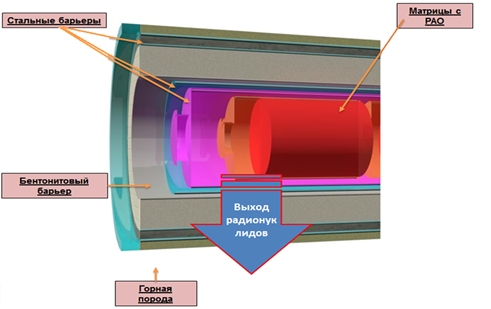 Стальные барьеры
Матрицы с
РАО
Бентонитовый
барьер
Выход
радионук
лидов
Горная
порода